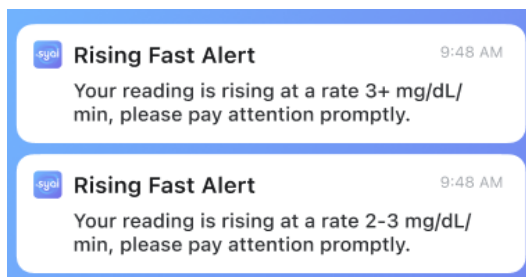 syai
Rising Fast Alert
9:48 AM
Your reading is rising at a rate 3+ mg/dL/
min, please pay attention promptly.
syai
Rising Fast Alert
9:48 AM
Your reading is rising at a rate 2-3 mg/dL/
min, please pay attention promptly.